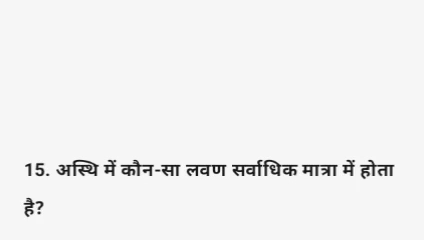 15. अस्थि में कौन-सा लवण सर्वाधिक मात्रा में होता
है?